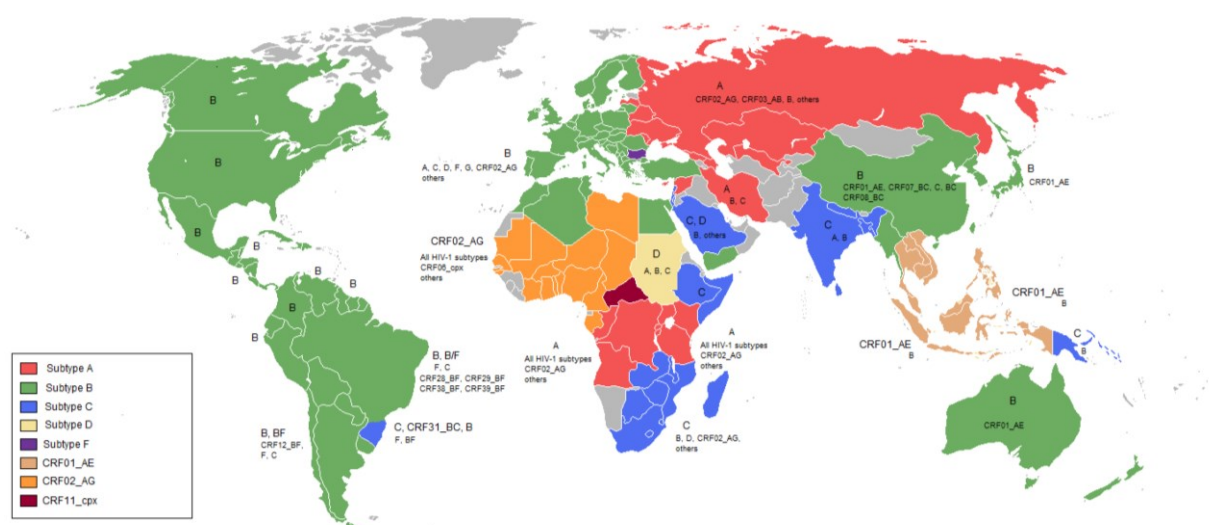 B
B
B
B
B
B
B
B
B
B, B/F
F, C
CRF28_BF, CRF29_BF
CRF38_BF, CRF39_BF
C, CRF31_BC, B
F, BF
B, BF
CRF12_BF,
F, C
B
A, C, D, F, G, CRF02_AG
others
A
CRF02_AG, CRF03_AB, B, others
A
B, C
B
CRF01_AE, CRF07_BC, C, BC
CRF08_BC
B
CRF01_AE
C, D
B, others
C
A, B
CRF02_AG
All HIV-1 subtypes
CRF06_cpx
others
D
A, B, C
C
A
All HIV-1 subtypes
CRF02_AG
others
A
All HIV-1 subtypes
CRF02_AG
others
C
B, D, CRF02_AG,
others
CRF01_AE
B
CRF01_AE
B
C
B
B
CRF01_AE
Subtype A
Subtype B
Subtype C
Subtype D
Subtype F
CRF01_AE
CRF02_AG
CRF11_cpx